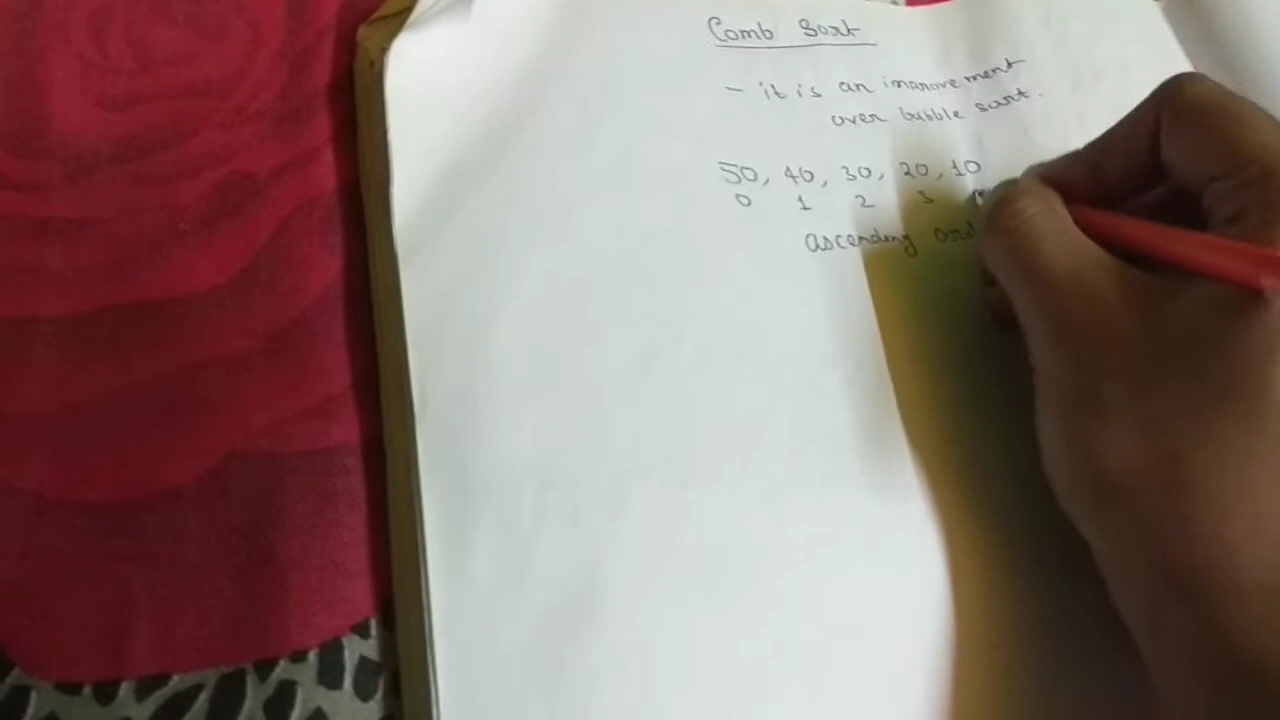 Comb Sort
- it is an improvement
over bubble sort.
50, 40, 30, 20, 10
0 1 2 3
ascending